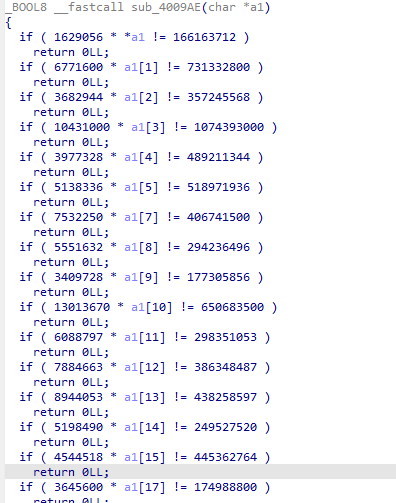 _BOOL8 __fastcall sub_4009AE(char *a1)
{
if ( 1629056 * *a1 != 166163712 )
return 0LL;
if ( 6771600 * a1[1] != 731332800 )
return 0LL;
if ( 3682944 * a1[2] != 357245568 )
return 0LL;
if ( 10431000 * a1[3] != 1074393000 )
return 0LL;
if ( 3977328 * a1[4] != 489211344 )
return 0LL;
if ( 5138336 * a1[5] != 518971936 )
return 0LL;
if ( 7532250 * a1[7] != 406741500 )
return 0LL;
if ( 5551632 * a1[8] != 294236496 )
return 0LL;
if ( 3409728 * a1[9] != 177305856 )
return 0LL;
if ( 13013670 * a1[10] != 650683500 )
return 0LL;
if ( 6088797 * a1[11] != 298351053 )
return 0LL;
if ( 7884663 * a1[12] != 386348487 )
return 0LL;
if ( 8944053 * a1[13] != 438258597 )
return 0LL;
if ( 5198490 * a1[14] != 249527520 )
return 0LL;
if ( 4544518 * a1[15] != 445362764 )
return 0LL;
if ( 3645600 * a1[17] != 174988800 )
return 0LL;